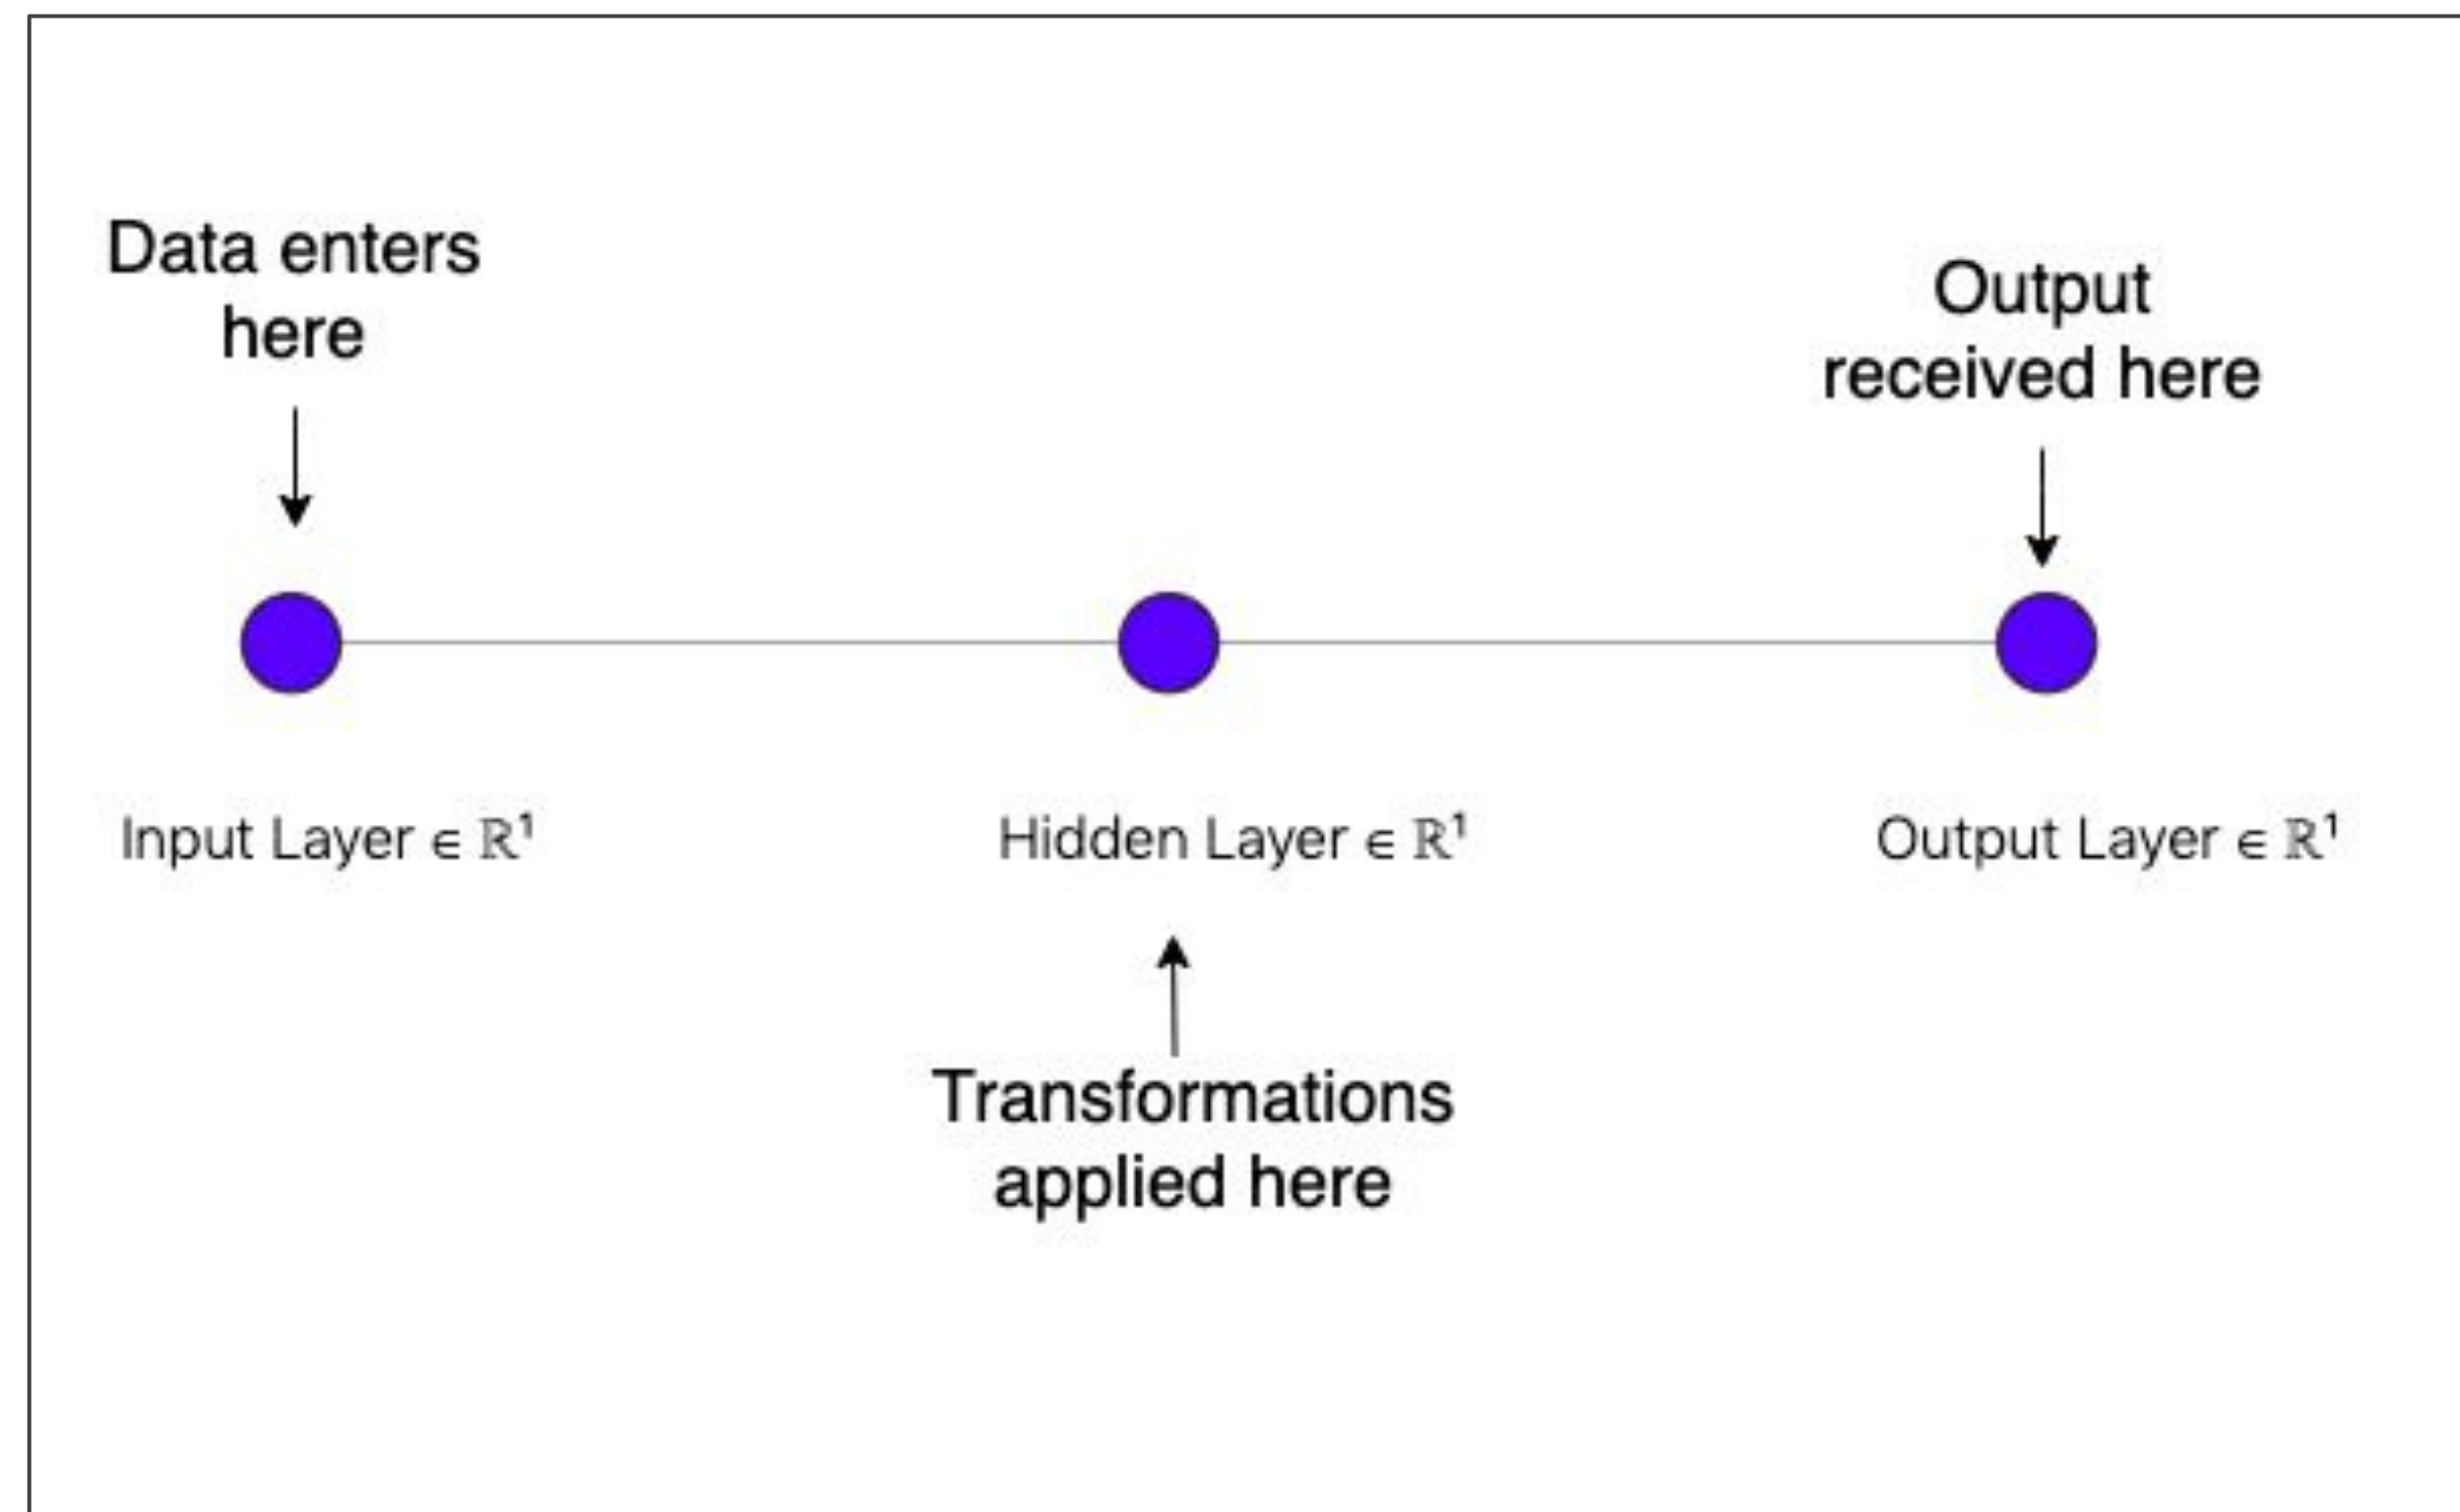 Data enters
here
Output
received here
Input Layer ∈ ℝ¹
Hidden Layer ∈ ℝ¹
Output Layer ∈ ℝ¹
Transformations
applied here